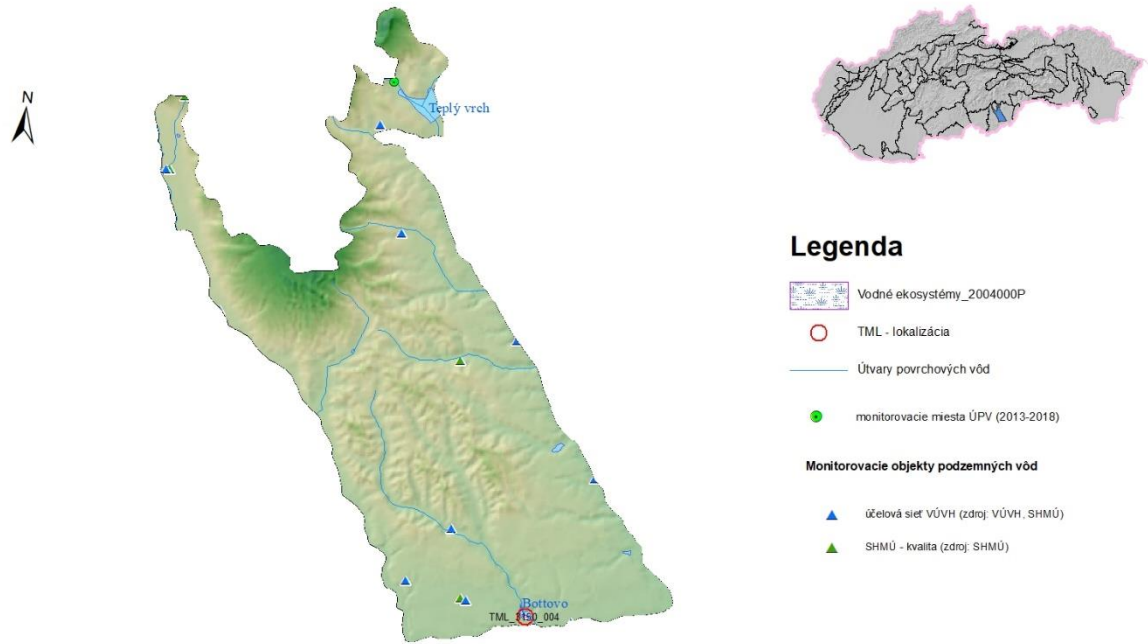 N
Teplý vrch
Bottovo
TML_3150_004
Legenda
Vodné ekosystémy_2004000P
TML - lokalizácia
Útvary povrchových vôd
monitorovacie miesta ÚPV (2013-2018)
Monitorovacie objekty podzemných vôd
účelová sieť VÚVH (zdroj: VÚVH, SHMÚ)
SHMÚ - kvalita (zdroj: SHMÚ)